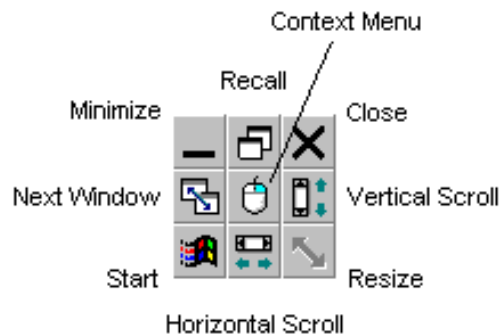 Context Menu
Recall
Minimize
Close
Next Window
Vertical Scroll
Start
Resize
Horizontal Scroll